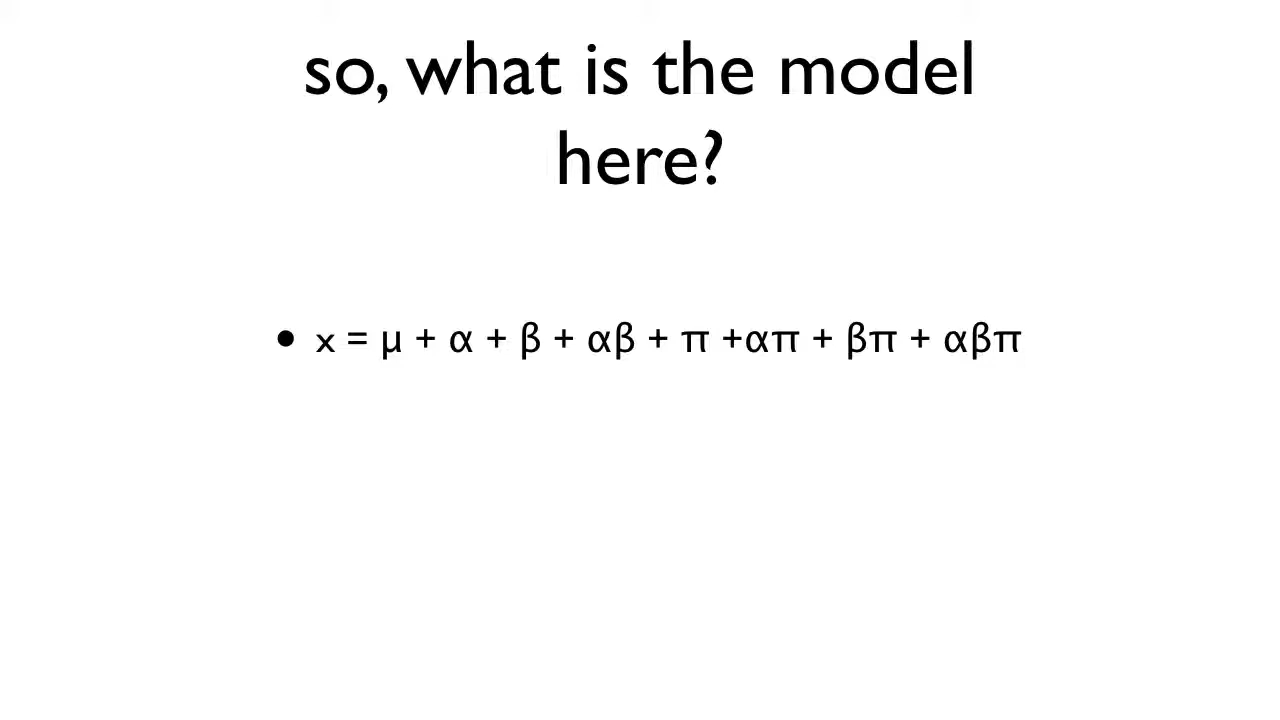 so, what is the model
here?
• x = μ + α + β + αβ + π +απ + βπ + αβπ